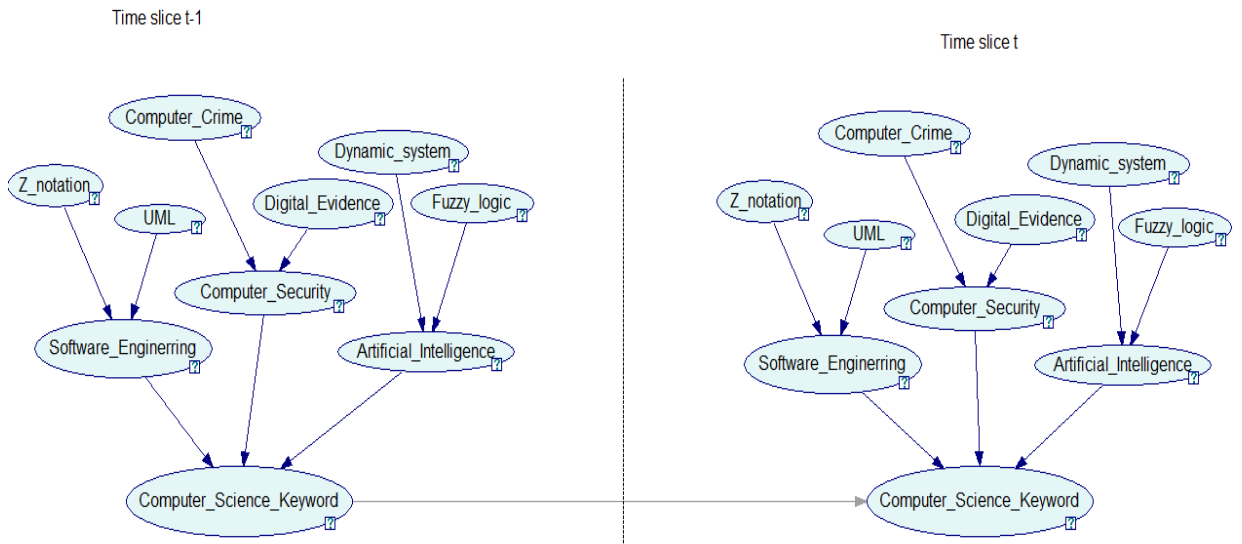 Time slice t-1
Computer_Crime
?
Dynamic_system
?
Z_notation
?
UML
?
Digital_Evidence
?
Fuzzy_logic
?
Computer_Security
?
Software_Enginerring
?
Artificial_Intelligence
?
Computer_Science_Keyword
?
Time slice t
Computer_Crime
?
Dynamic_system
?
Z_notation
?
UML
?
Digital_Evidence
?
Fuzzy_logic
?
Computer_Security
?
Software_Enginerring
?
Artificial_Intelligence
?
Computer_Science_Keyword
?